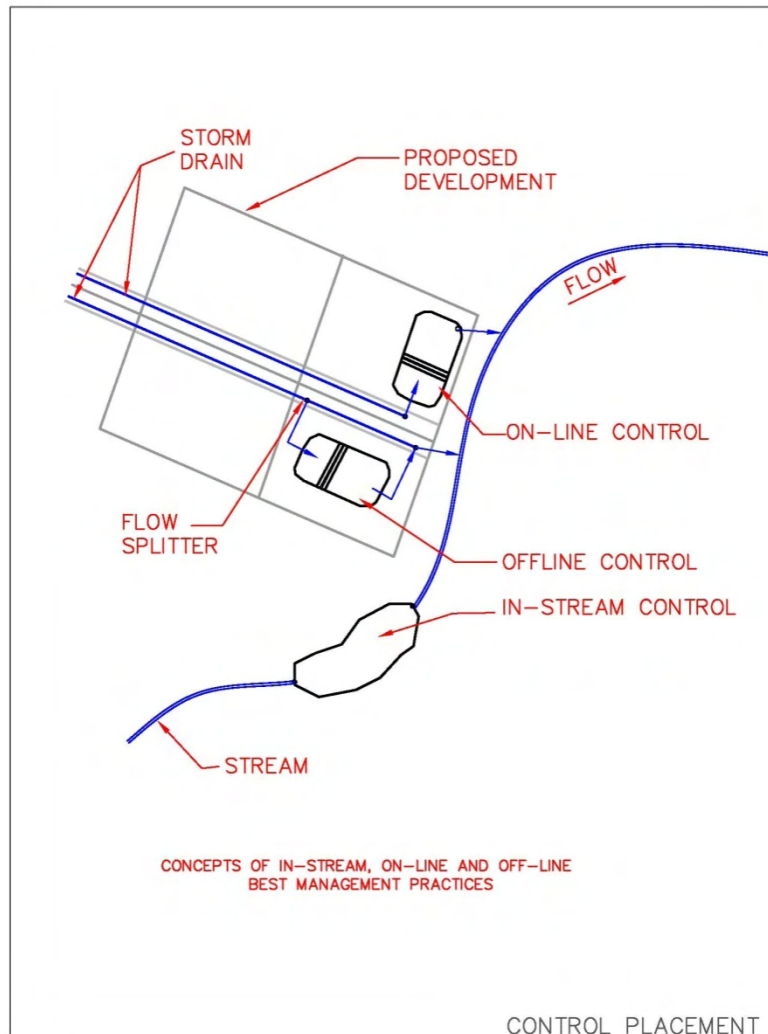 STORM
DRAIN
PROPOSED
DEVELOPMENT
FLOW
ON-LINE CONTROL
FLOW
SPLITTER
OFFLINE CONTROL
IN-STREAM CONTROL
STREAM
CONCEPTS OF IN-STREAM, ON-LINE AND OFF-LINE
BEST MANAGEMENT PRACTICES
CONTROL PLACEMENT